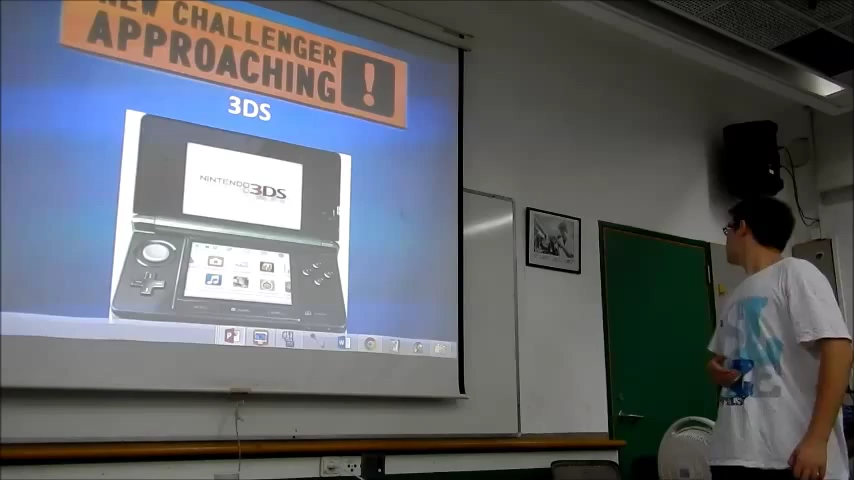 NEW CHALLENGER
APPROACHING !
3DS
NINTENDO 3DS